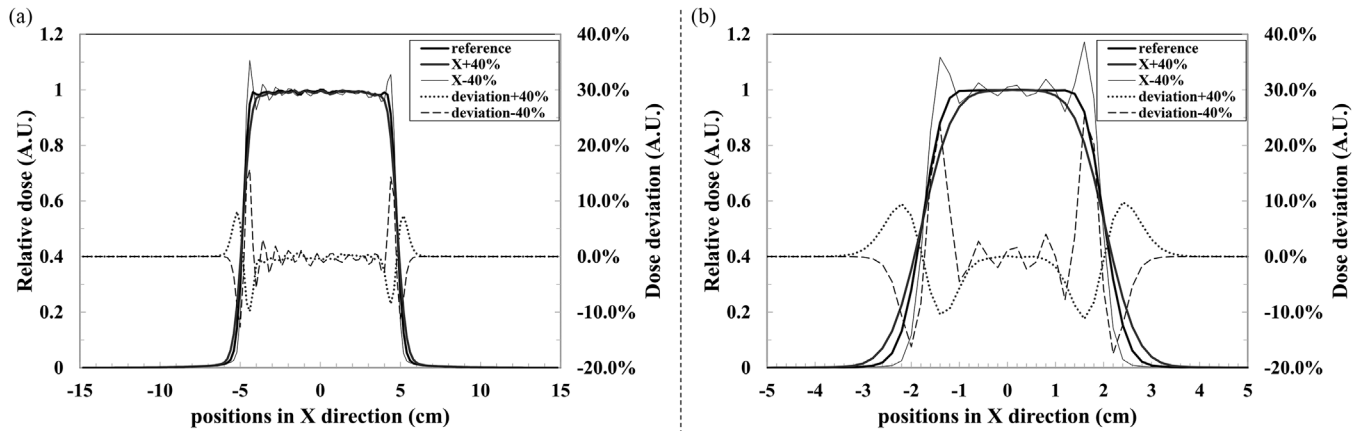 (a)
1.2
1
0.8
0.6
0.4
0.2
0
Relative dose (A.U.)
40.0%
30.0%
20.0%
10.0%
0.0%
-10.0%
-20.0%
Dose deviation (A.U.)
reference
X+40%
X-40%
deviation+40%
deviation-40%
-15 -10 -5 0 5 10 15
positions in X direction (cm)
(b)
1.2
1
0.8
0.6
0.4
0.2
0
Relative dose (A.U.)
40.0%
30.0%
20.0%
10.0%
0.0%
-10.0%
-20.0%
Dose deviation (A.U.)
reference
X+40%
X-40%
deviation+40%
deviation-40%
-5 -4 -3 -2 -1 0 1 2 3 4 5
positions in X direction (cm)